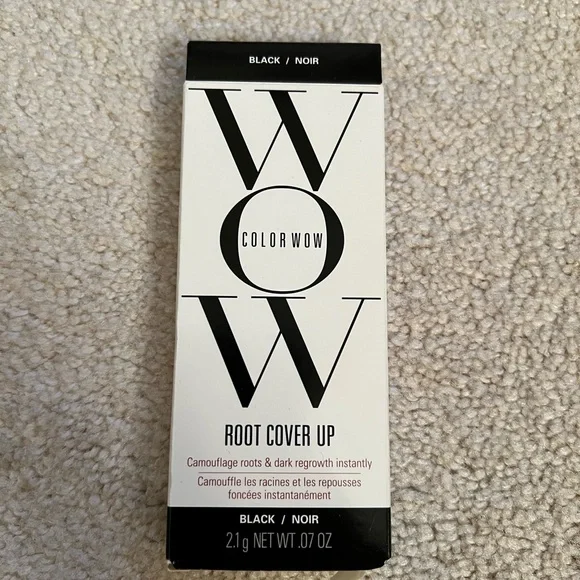 BLACK / NOIR
W
O
COLOR WOW
W
ROOT COVER UP
Camouflage roots & dark regrowth instantly
Camouffle les racines et les repousses
foncées instantanément
BLACK / NOIR
2.1 g NET WT .07 OZ